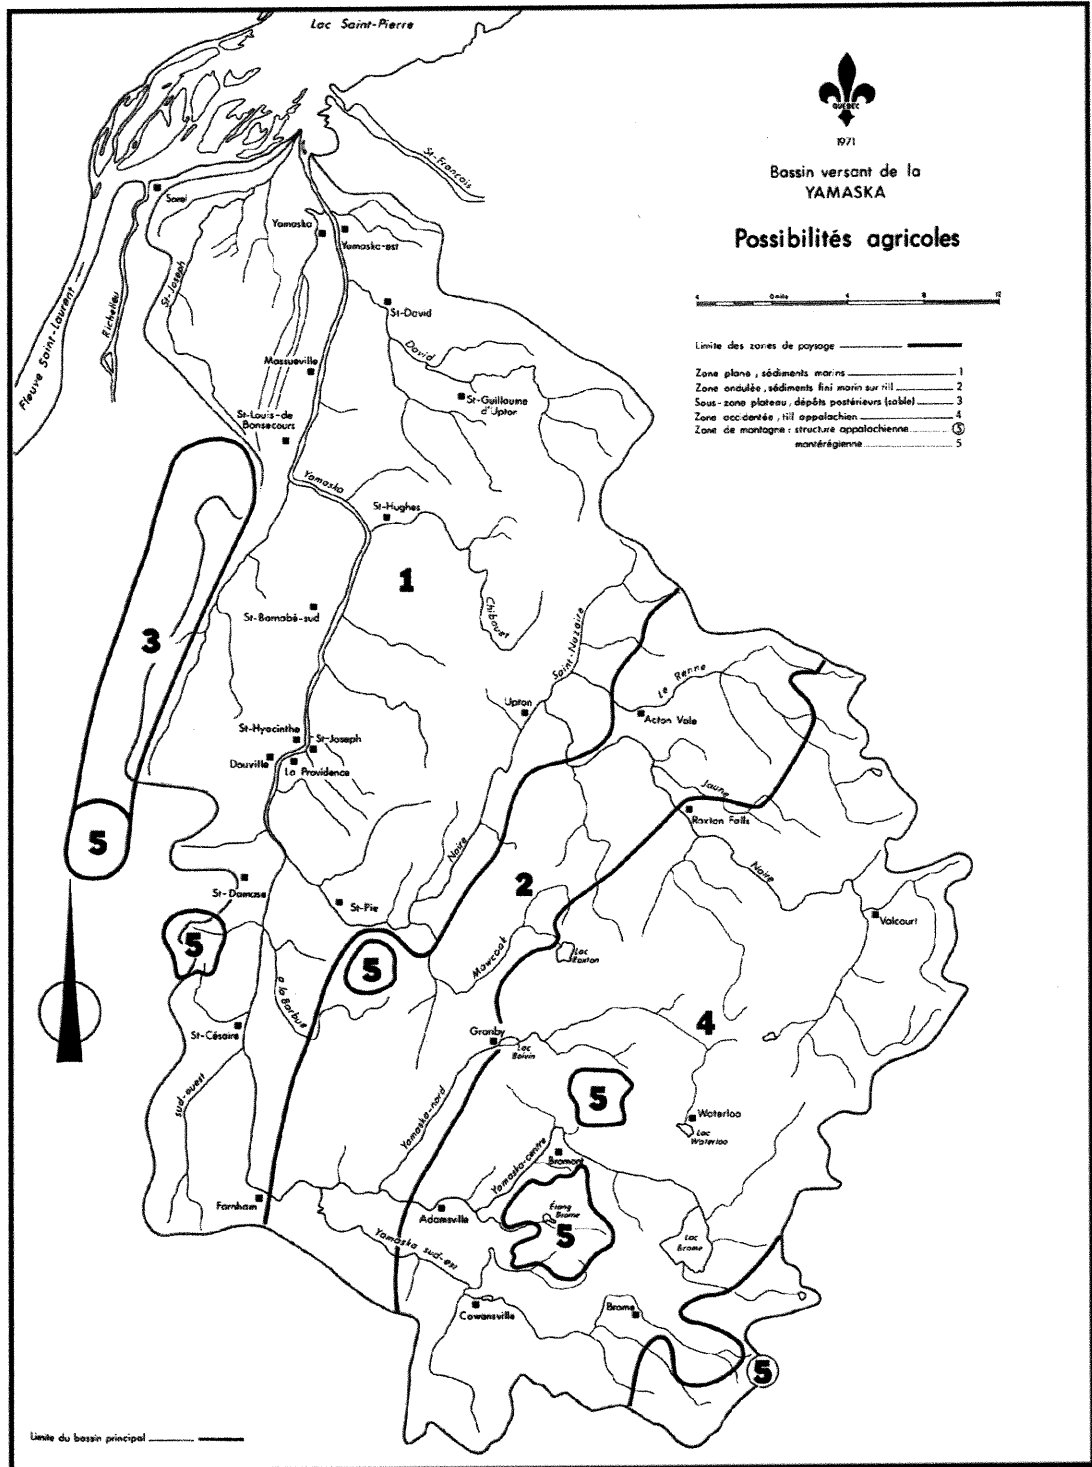 Lac Saint-Pierre
QUÉBEC
1971
Bassin versant de la
YAMASKA
Possibilités agricoles
4 0 mile 4 8 12
Limite des zones de paysage
Zone plane, sédiments marins 1
Zone ondulée, sédiments fini marin sur till 2
Sous-zone plateau, dépôts postérieurs (sable) 3
Zone accidentée, till appalachien 4
Zone de montagne: structure appalachienne 5
montérégienne 5
St-François
Sorel
Yamaska
Yamaska-est
Fleuve Saint-Laurent
Richelieu
St-Joseph
St-David
David
Massueville
St-Guillaume
d'Upton
St-Louis-de
Bonsecours
Yamaska
St-Hughes
1
Chibouet
St-Barnabé-sud
3
Saint-Nazaire
Le Renne
Upton
Acton Vale
St-Hyacinthe
St-Joseph
Douville
La Providence
Jaune
Roxton Falls
5
Noire
Noire
2
St-Damase
St-Pie
Valcourt
5
5
Mawcook
Lac
Roxton
à la Barbue
St-Césaire
4
Granby
Lac
Boivin
sud-ouest
5
Yamaska-nord
Waterloo
Lac
Waterloo
Yamaska-centre
Bromont
Farnham
Adamsville
Étang
Brome
5
Lac
Brome
Yamaska sud-est
Cowansville
Brome
5
Limite du bassin principal